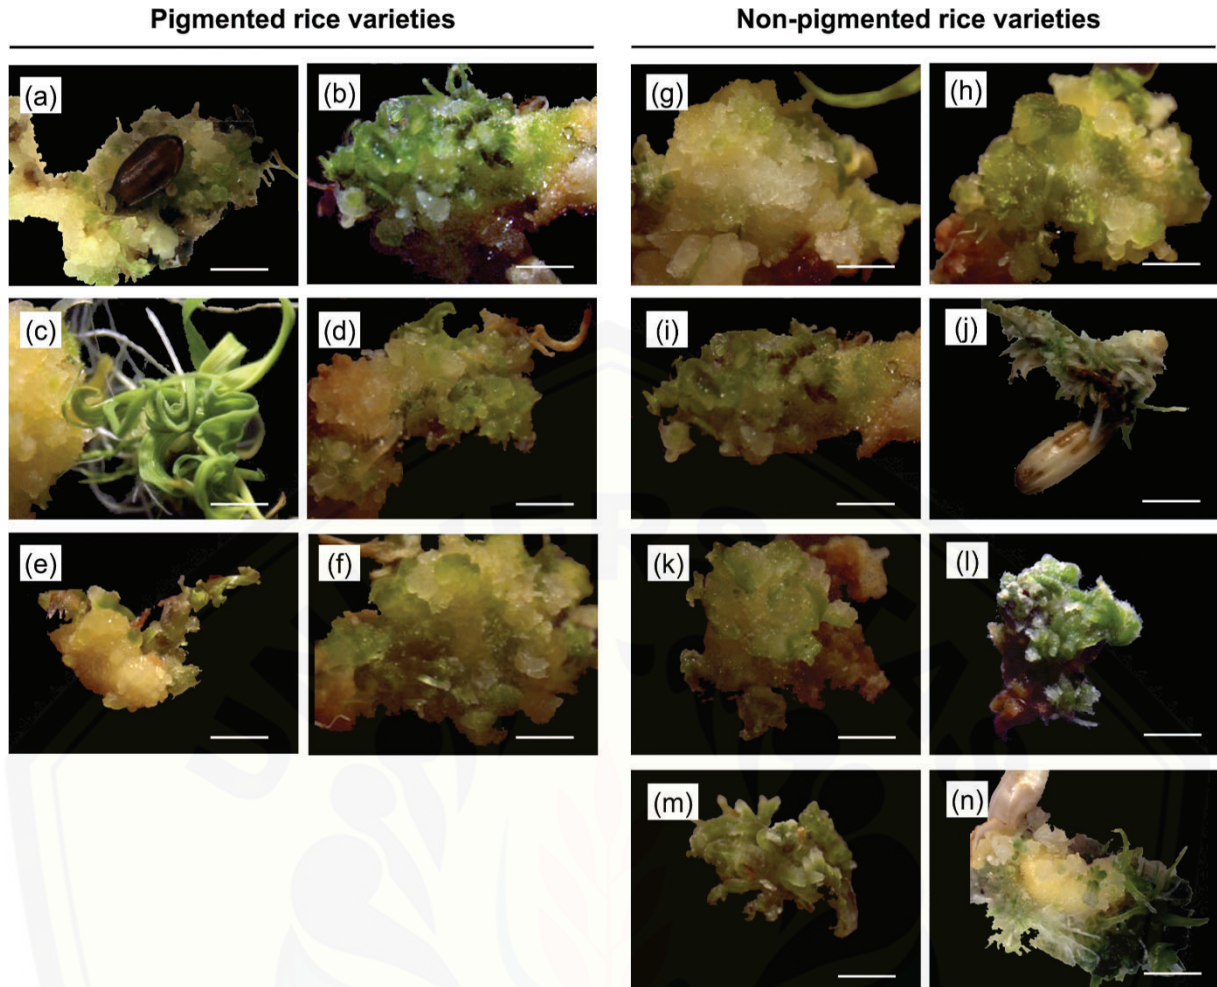 Pigmented rice varieties
Non-pigmented rice varieties
(a)
(b)
(g)
(h)
(c)
(d)
(i)
(j)
(e)
(f)
(k)
(l)
(m)
(n)